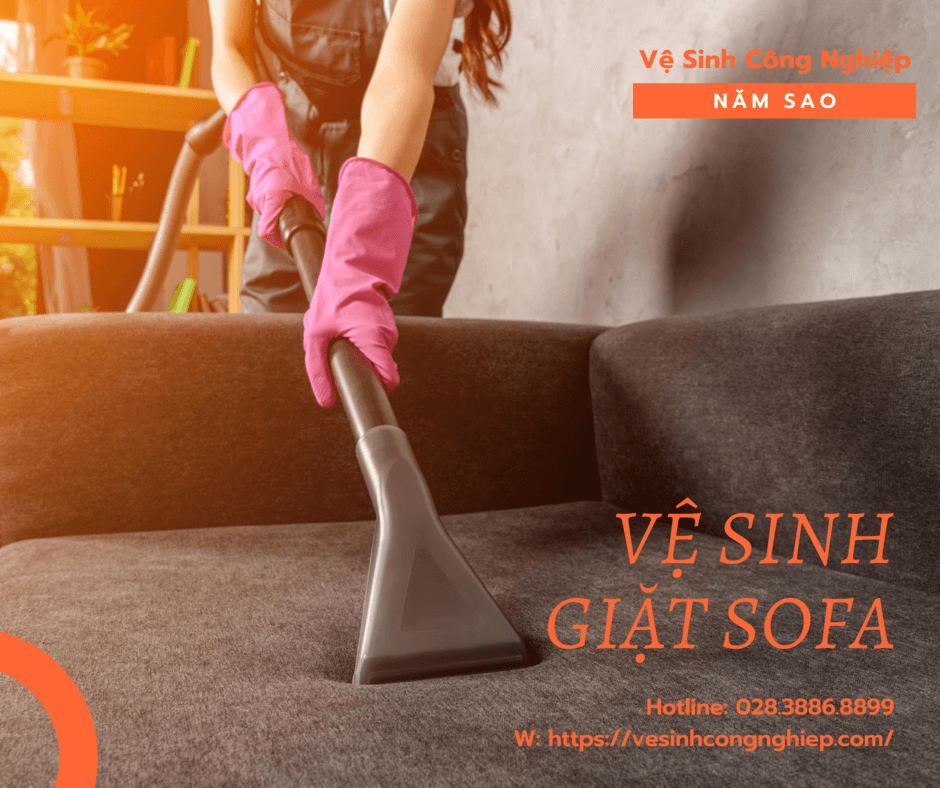 Vệ Sinh Công Nghiệp
NĂM SAO
VỆ SINH
GIẶT SOFA
Hotline: 028.3886.8899
W: https://vesinhcongnghiep.com/